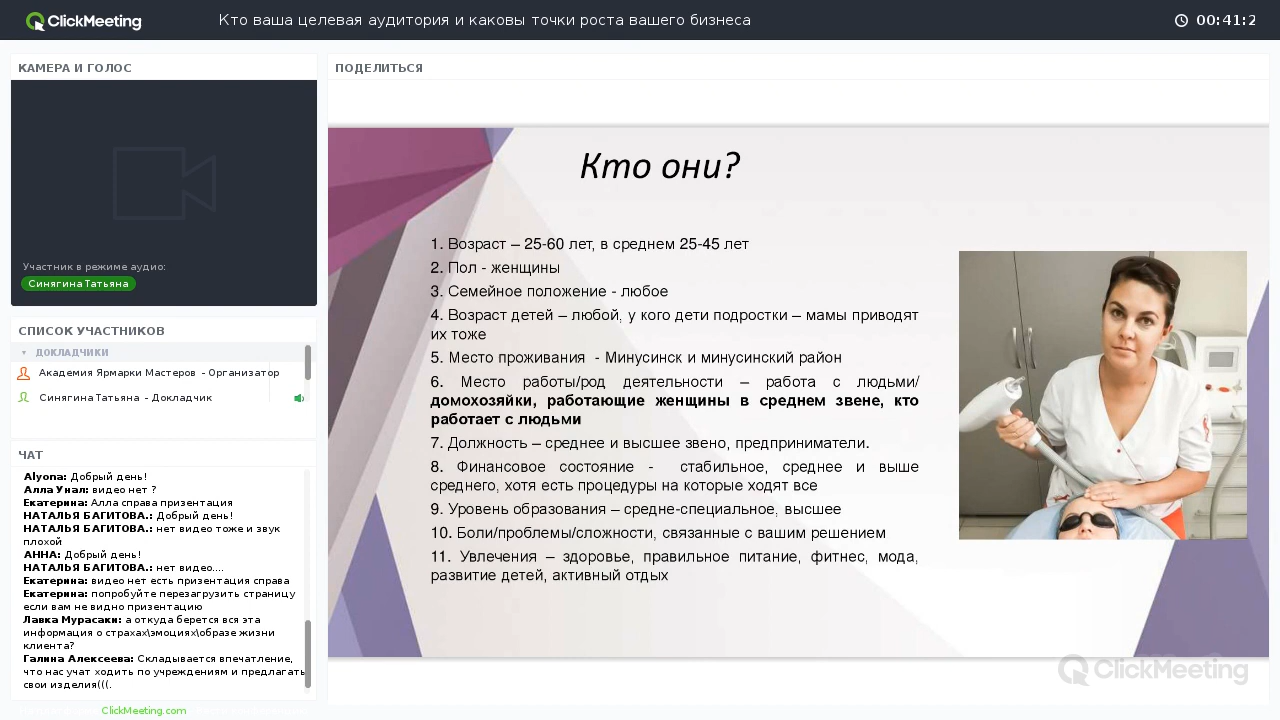 ClickMeeting
Кто ваша целевая аудитория и каковы точки роста вашего бизнеса
00:41:2
КАМЕРА И ГОЛОС
Участник в режиме аудио:
Синягина Татьяна
СПИСОК УЧАСТНИКОВ
ДОКЛАДЧИКИ
Академия Ярмарки Мастеров - Организатор
Синягина Татьяна - Докладчик
ЧАТ
Alyona: Добрый день!
Алла Унал: видео нет ?
Екатерина: Алла справа призентация
НАТАЛЬЯ БАГИТОВА.: Добрый день!
НАТАЛЬЯ БАГИТОВА.: нет видео тоже и звук
плохой
АННА: Добрый день!
НАТАЛЬЯ БАГИТОВА.: нет видео....
Екатерина: видео нет есть призентация справа
Екатерина: попробуйте перезагрузить страницу
если вам не видно призентацию
Лавка Мурасаки: а откуда берется вся эта
информация о страхах\эмоциях\образе жизни
клиента?
Галина Алексеева: Складывается впечатление,
что нас учат ходить по учреждениям и предлагать
свои изделия(((.
ClickMeeting.com
ПОДЕЛИТЬСЯ
Кто они?
1. Возраст – 25-60 лет, в среднем 25-45 лет
2. Пол - женщины
3. Семейное положение - любое
4. Возраст детей – любой, у кого дети подростки – мамы приводят
их тоже
5. Место проживания - Минусинск и минусинский район
6. Место работы/род деятельности – работа с людьми/
домохозяйки, работающие женщины в среднем звене, кто
работает с людьми
7. Должность – среднее и высшее звено, предприниматели.
8. Финансовое состояние - стабильное, среднее и выше
среднего, хотя есть процедуры на которые ходят все
9. Уровень образования – средне-специальное, высшее
10. Боли/проблемы/сложности, связанные с вашим решением
11. Увлечения – здоровье, правильное питание, фитнес, мода,
развитие детей, активный отдых
ClickMeeting